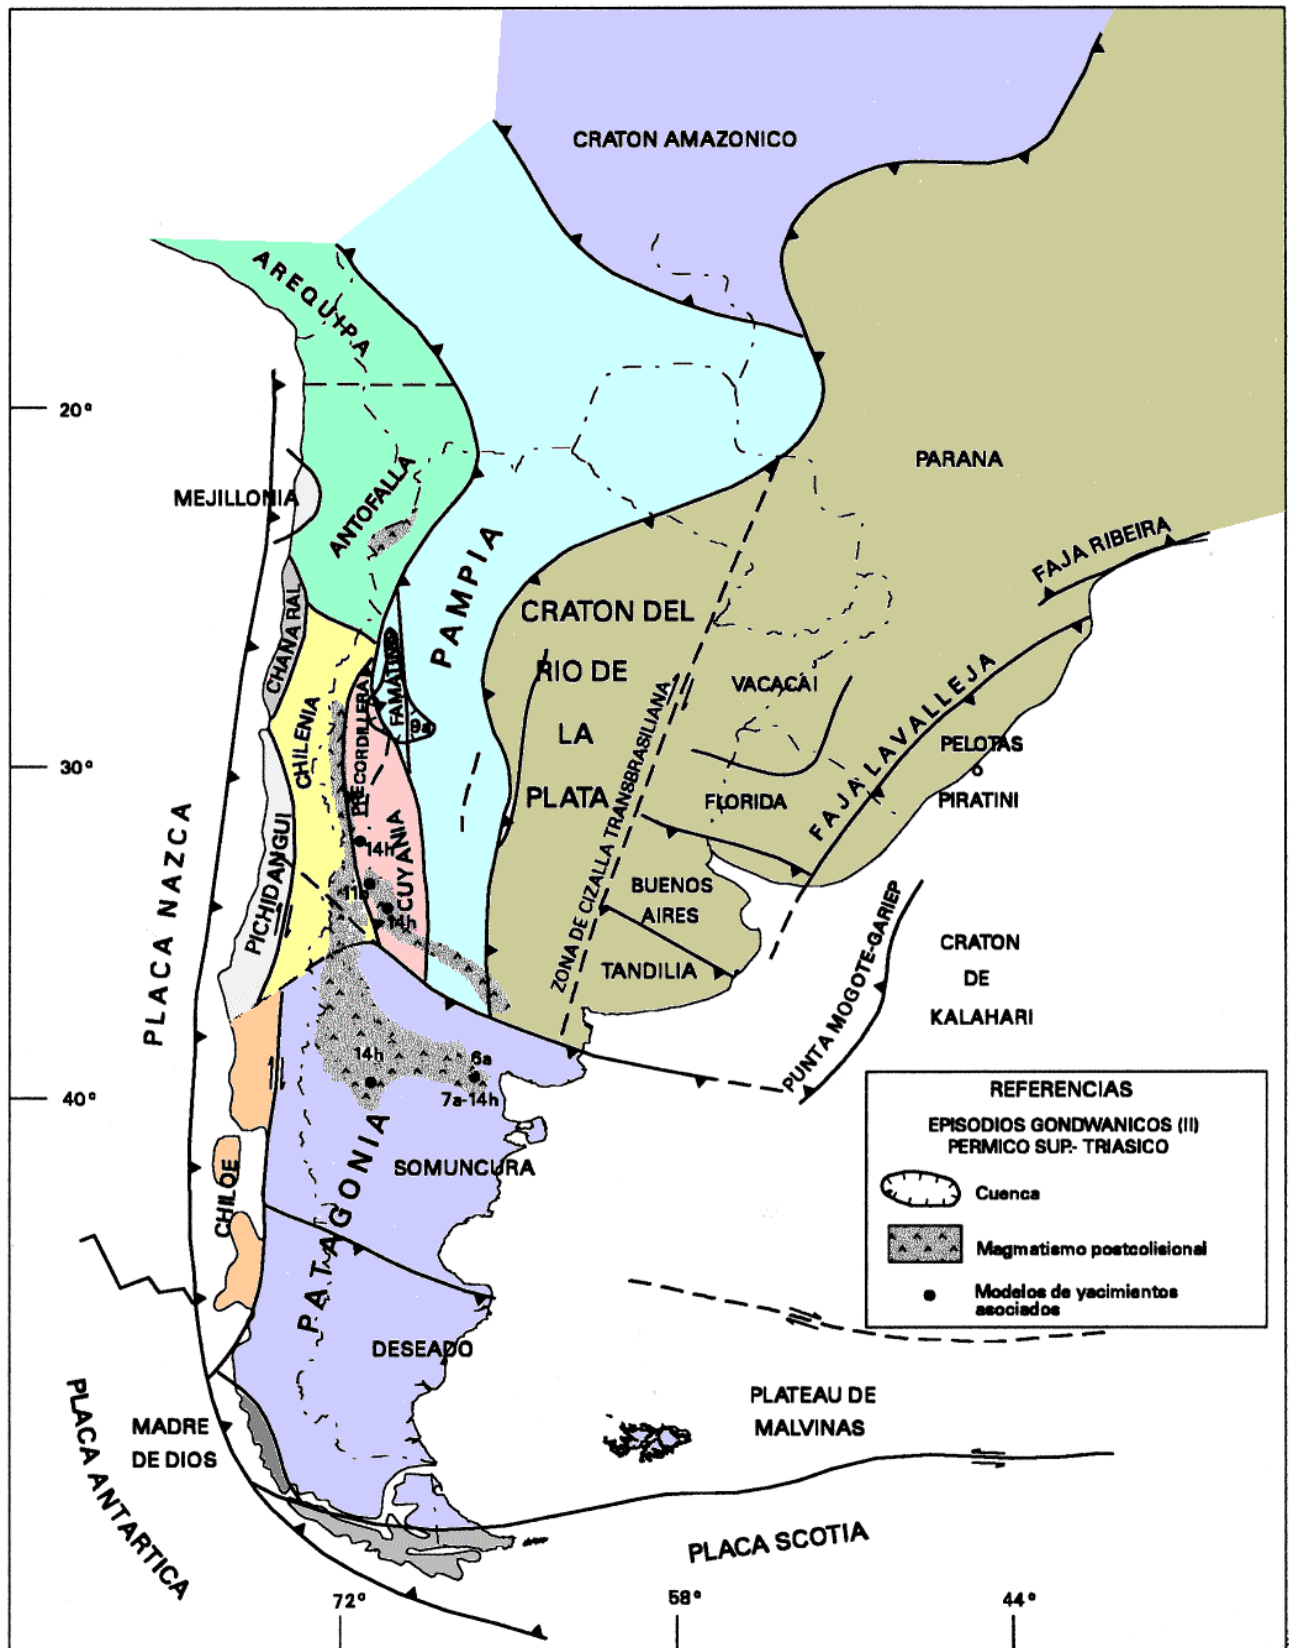 CRATON AMAZONICO
AREQUIPA
20°
PARANA
MEJILLONIA
ANTOFALLA
PAMPIA
FAJA RIBEIRA
CRATON DEL
RIO DE
LA
PLATA
CHANARAL
FAMATINA
VACACAI
FAJA LAVALLEJA
PELOTAS
PIRATINI
CHILENIA
PRECORDILLERA
9a
30°
FLORIDA
ZONA DE CIZALLA TRANSBRASILIANA
PLACA NAZCA
PICHIDANGUI
14h
CUYANIA
14h
BUENOS
AIRES
TANDILIA
PUNTA MOGOTE-GARIEP
CRATON
DE
KALAHARI
14h
6a
7a-14h
40°
REFERENCIAS
EPISODIOS GONDWANICOS (II)
PERMICO SUP.- TRIASICO
Cuenca
Magmatismo postcolisional
Modelos de yacimientos
asociados
SOMUNCURA
CHILOE
PATAGONIA
DESEADO
PLATEAU DE
MALVINAS
MADRE
DE DIOS
PLACA ANTARTICA
PLACA SCOTIA
72°
58°
44°